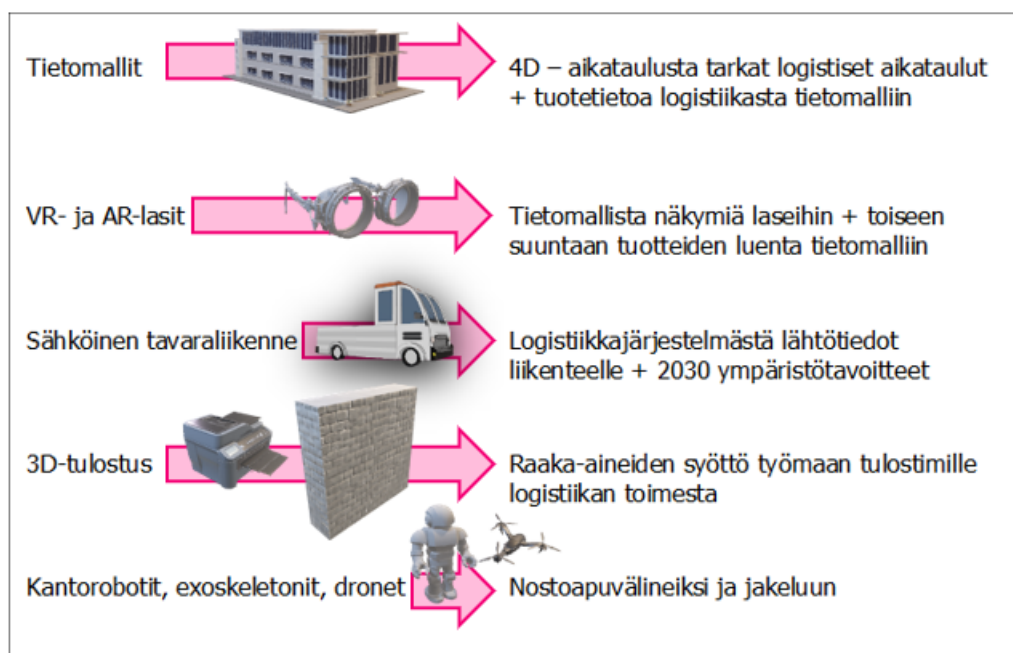 Tietomallit
4D – aikataulusta tarkat logistiset aikataulut
+ tuotetietoa logistiikasta tietomalliin
VR- ja AR-lasit
Tietomallista näkymiä laseihin + toiseen
suuntaan tuotteiden luenta tietomalliin
Sähköinen tavaraliikenne
Logistiikkajärjestelmästä lähtötiedot
liikenteelle + 2030 ympäristötavoitteet
3D-tulostus
Raaka-aineiden syöttö työmaan tulostimille
logistiikan toimesta
Kantorobotit, exoskeletonit, dronet
Nostoapuvälineiksi ja jakeluun